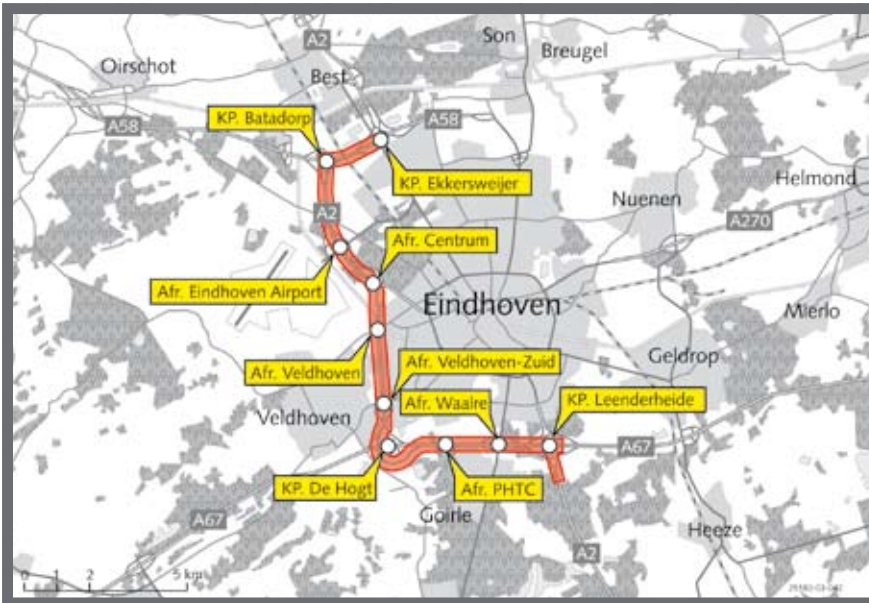 Son
A2
Breugel
Oirschot
Best
KP. Batadorp
A58
A58
KP. Ekkersweijer
Helmond
Nuenen
A2
A270
Afr. Centrum
Afr. Eindhoven Airport
Eindhoven
Mierlo
Afr. Veldhoven
Afr. Veldhoven-Zuid
Geldrop
Veldhoven
Afr. Waalre
KP. Leenderheide
A67
KP. De Hogt
Afr. PHTC
Goirle
A67
Heeze
A2
0 1 2 5 km